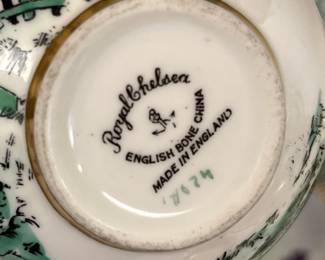 Royal Chelsea
ENGLISH BONE CHINA
MADE IN ENGLAND